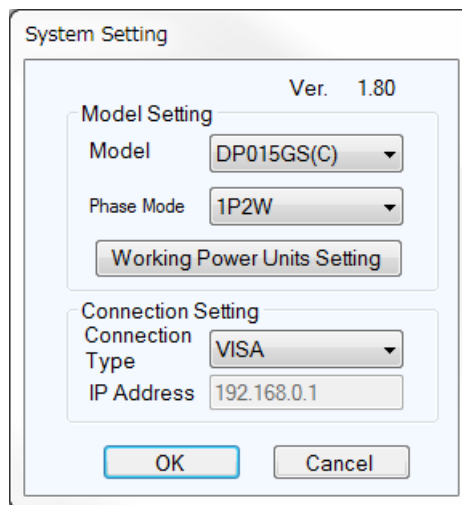 System Setting
Ver. 1.80
Model Setting
Model DP015GS(C)
Phase Mode 1P2W
Working Power Units Setting
Connection Setting
Connection
Type VISA
IP Address 192.168.0.1
OK Cancel